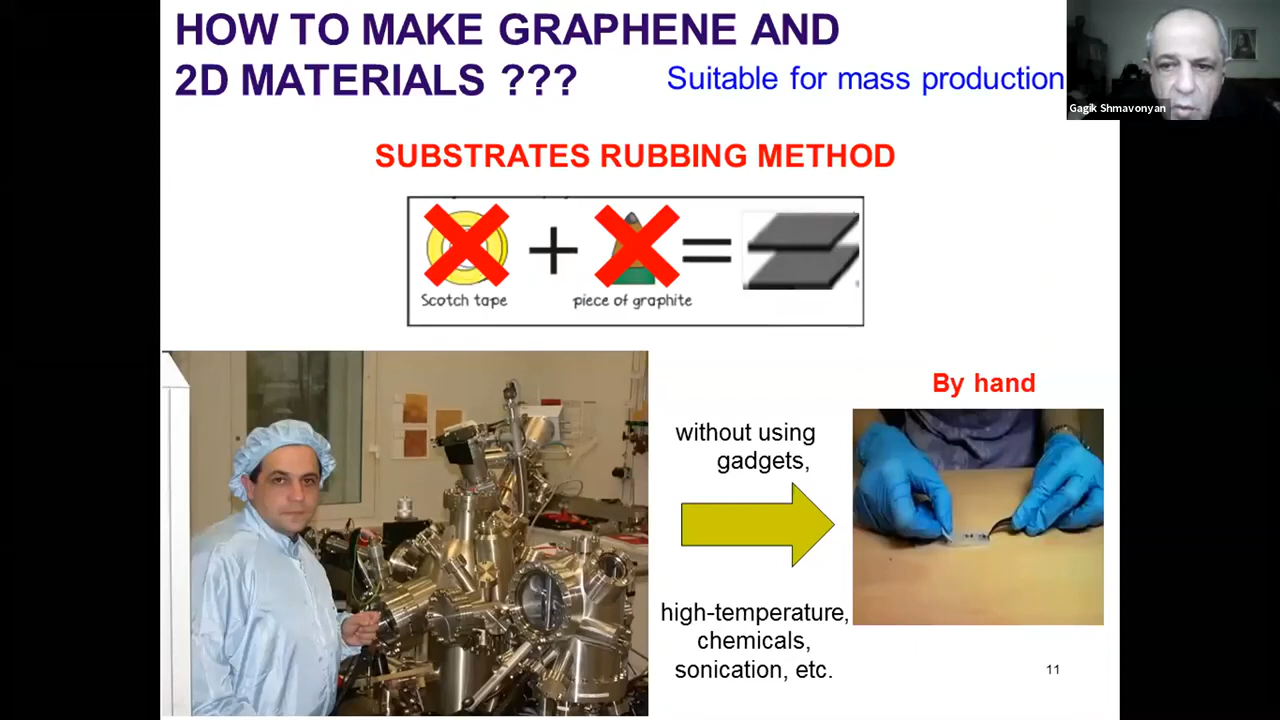 HOW TO MAKE GRAPHENE AND
2D MATERIALS ???
Suitable for mass production
Gagik Shmavonyan
SUBSTRATES RUBBING METHOD
+
=
Scotch tape
piece of graphite
By hand
without using
gadgets,
high-temperature,
chemicals,
sonication, etc.
11